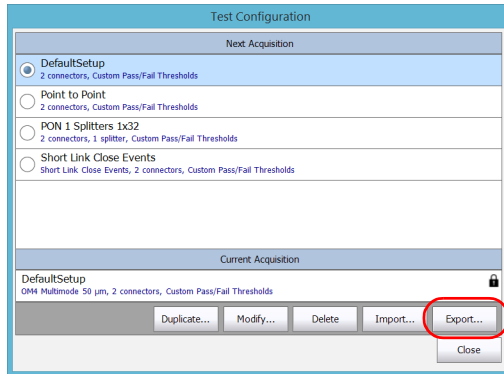 Test Configuration
Next Acquisition
DefaultSetup
2 connectors, Custom Pass/Fail Thresholds
Point to Point
2 connectors, Custom Pass/Fail Thresholds
PON 1 Splitters 1x32
2 connectors, 1 splitter, Custom Pass/Fail Thresholds
Short Link Close Events
Short Link Close Events, 2 connectors, Custom Pass/Fail Thresholds
Current Acquisition
DefaultSetup
OM4 Multimode 50 µm, 2 connectors, Custom Pass/Fail Thresholds
Duplicate... Modify... Delete Import... Export...
Close